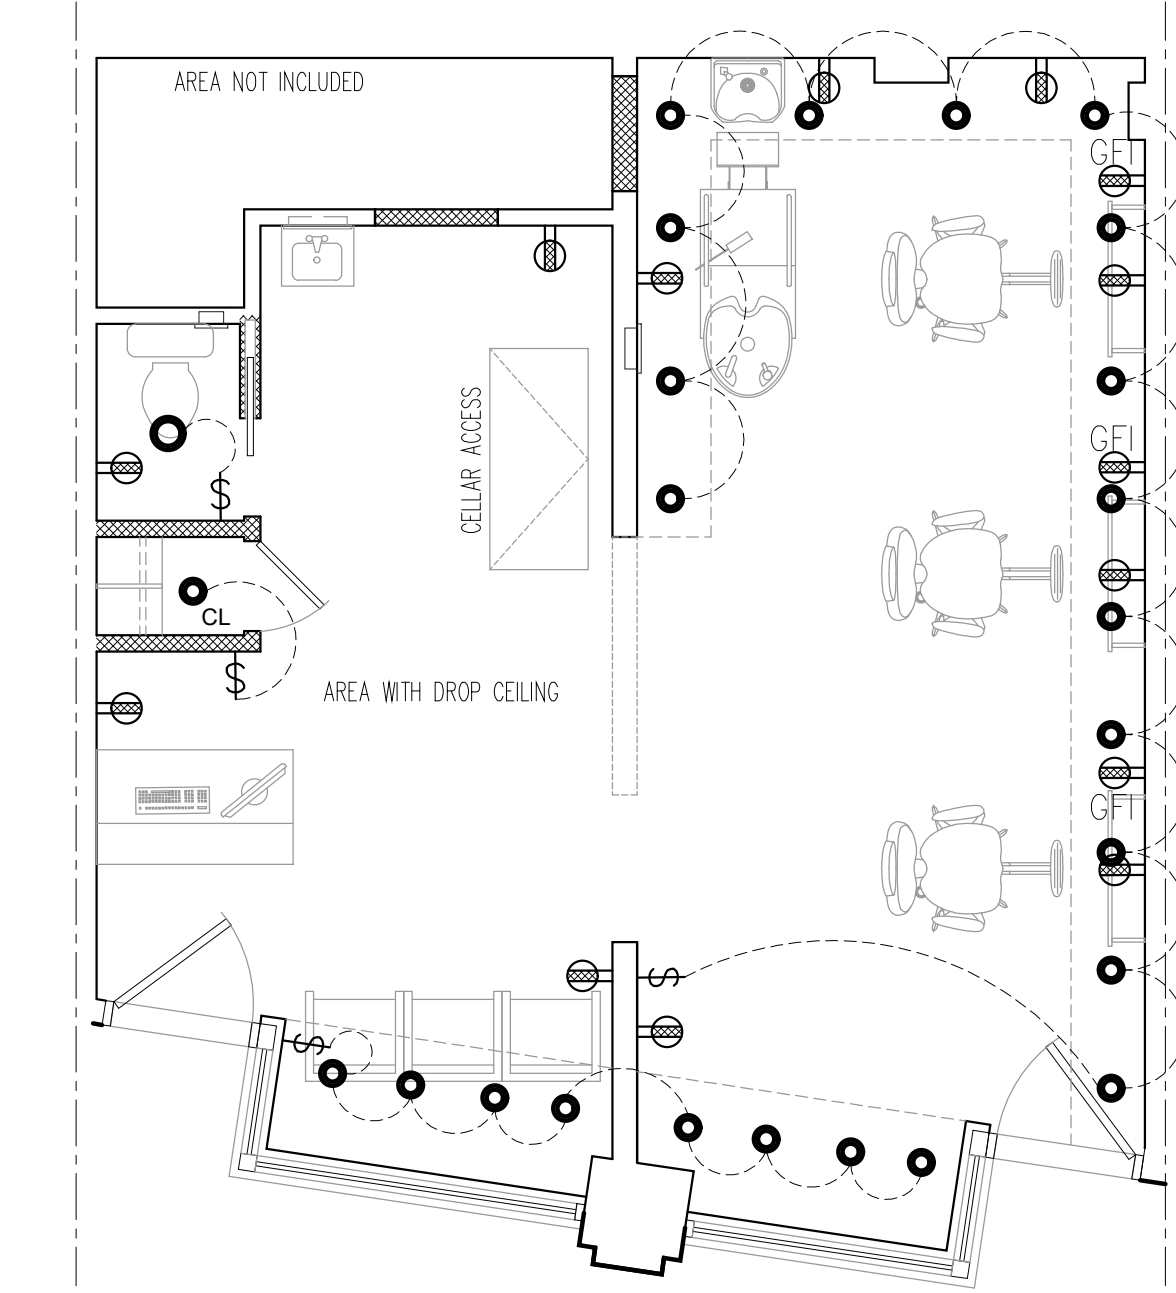 AREA NOT INCLUDED
GFI
GFI
CELLAR ACCESS
$
CL
$
AREA WITH DROP CEILING
GFI
$
$